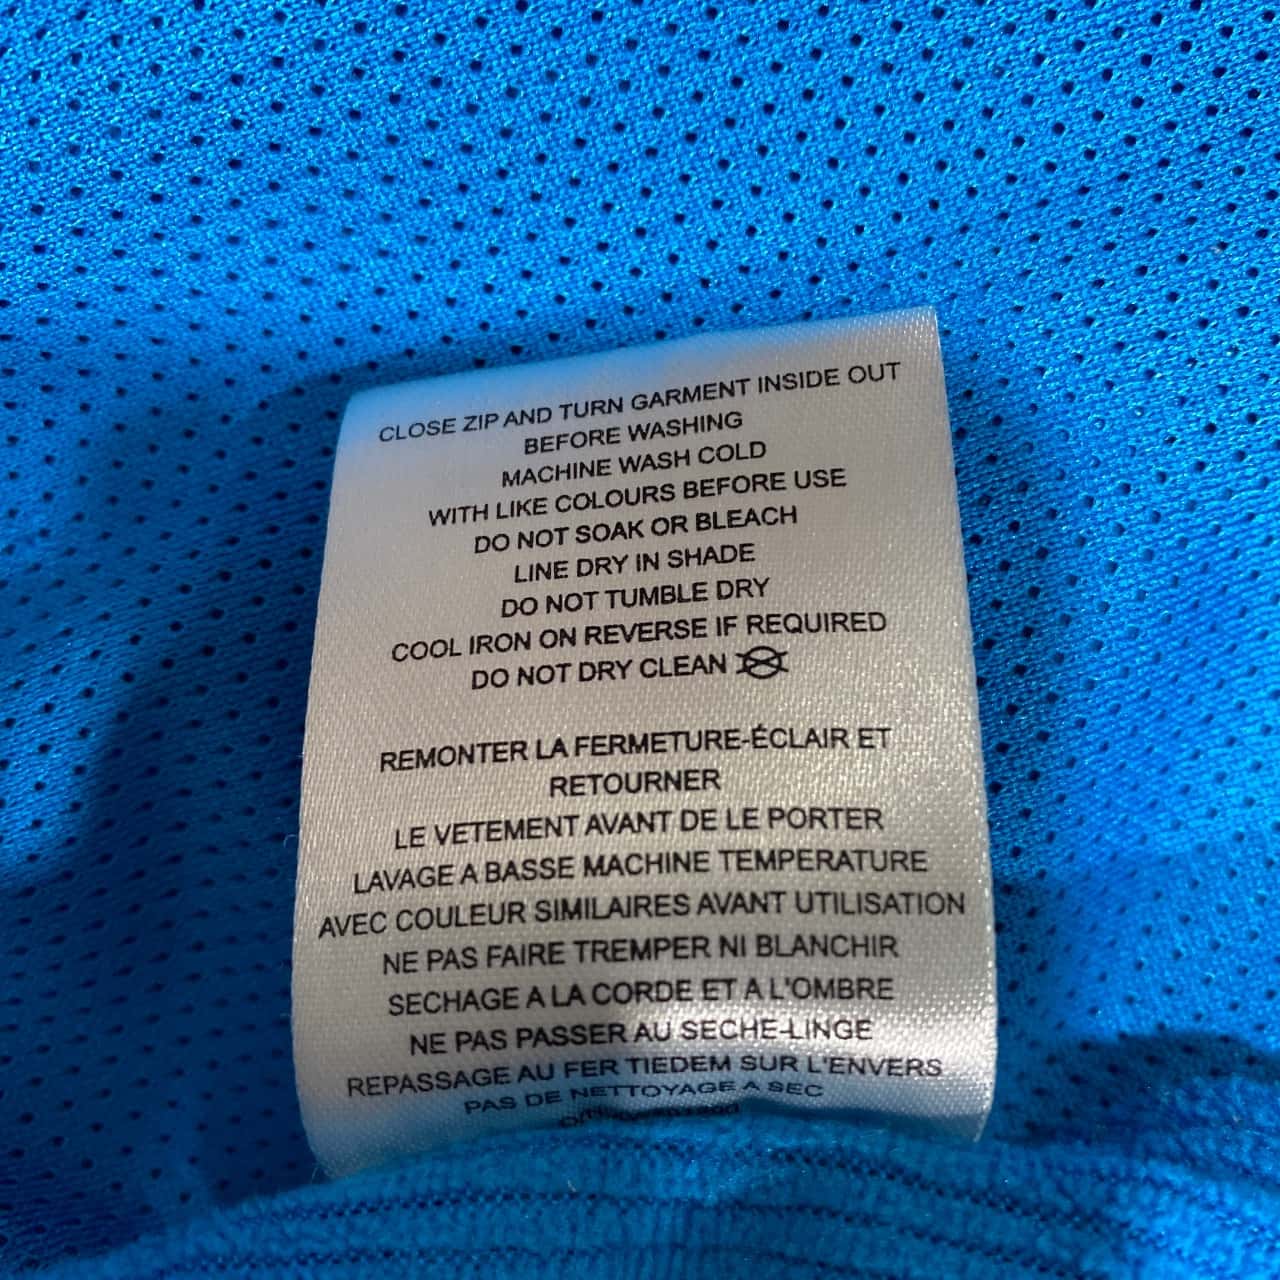 CLOSE ZIP AND TURN GARMENT INSIDE OUT
BEFORE WASHING
MACHINE WASH COLD
WITH LIKE COLOURS BEFORE USE
DO NOT SOAK OR BLEACH
LINE DRY IN SHADE
DO NOT TUMBLE DRY
COOL IRON ON REVERSE IF REQUIRED
DO NOT DRY CLEAN
REMONTER LA FERMETURE-ÉCLAIR ET
RETOURNER
LE VETEMENT AVANT DE LE PORTER
LAVAGE A BASSE MACHINE TEMPERATURE
AVEC COULEUR SIMILAIRES AVANT UTILISATION
NE PAS FAIRE TREMPER NI BLANCHIR
SECHAGE A LA CORDE ET A L'OMBRE
NE PAS PASSER AU SECHE-LINGE
REPASSAGE AU FER TIEDEM SUR L'ENVERS
PAS DE NETTOYAGE A SEC